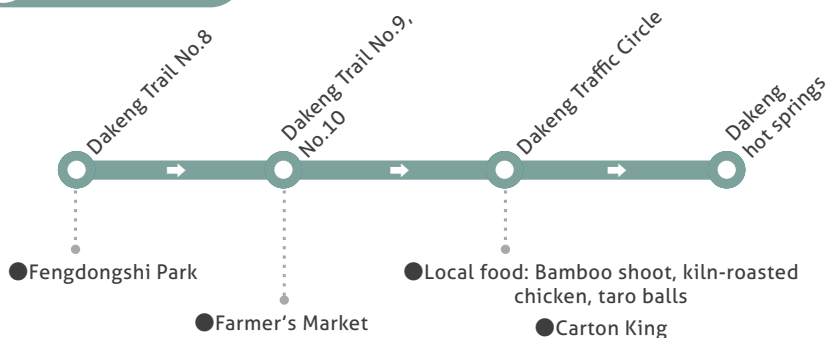 Dakeng Trail No.8
Dakeng Trail No.9,
No.10
Dakeng Traffic Circle
Dakeng
hot springs
●Fengdongshi Park
●Farmer's Market
●Local food: Bamboo shoot, kiln-roasted
chicken, taro balls
●Carton King